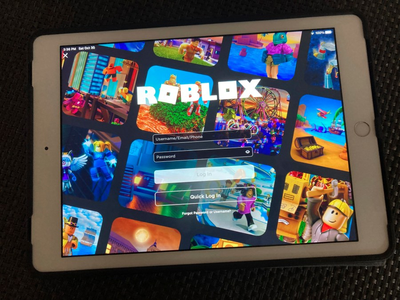 3:36 PM Sat Oct 30
100%
ROBLOX
Username/Email/Phone
Password
Log In
Quick Log In
Forgot Password or Username?